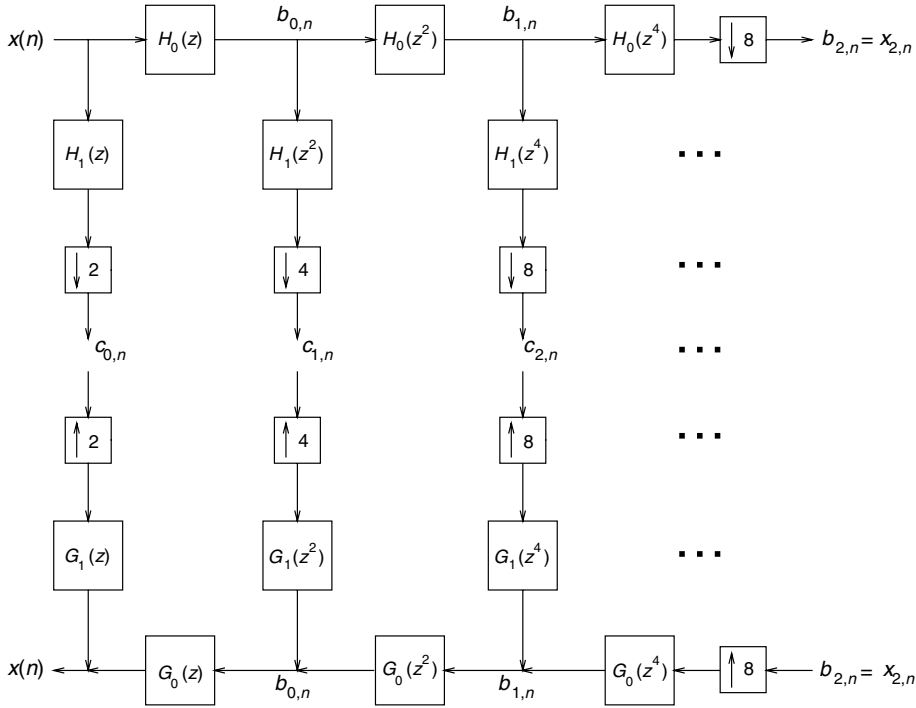 x(n) H₀(z) b₀,ₙ H₀(z²) b₁,ₙ H₀(z⁴) ↓ 8 b₂,ₙ = x₂,ₙ
H₁(z) H₁(z²) H₁(z⁴) ...
↓ 2 ↓ 4 ↓ 8 ...
c₀,ₙ c₁,ₙ c₂,ₙ ...
↑ 2 ↑ 4 ↑ 8 ...
G₁(z) G₁(z²) G₁(z⁴) ...
x(n) G₀(z) b₀,ₙ G₀(z²) b₁,ₙ G₀(z⁴) ↑ 8 b₂,ₙ = x₂,ₙ